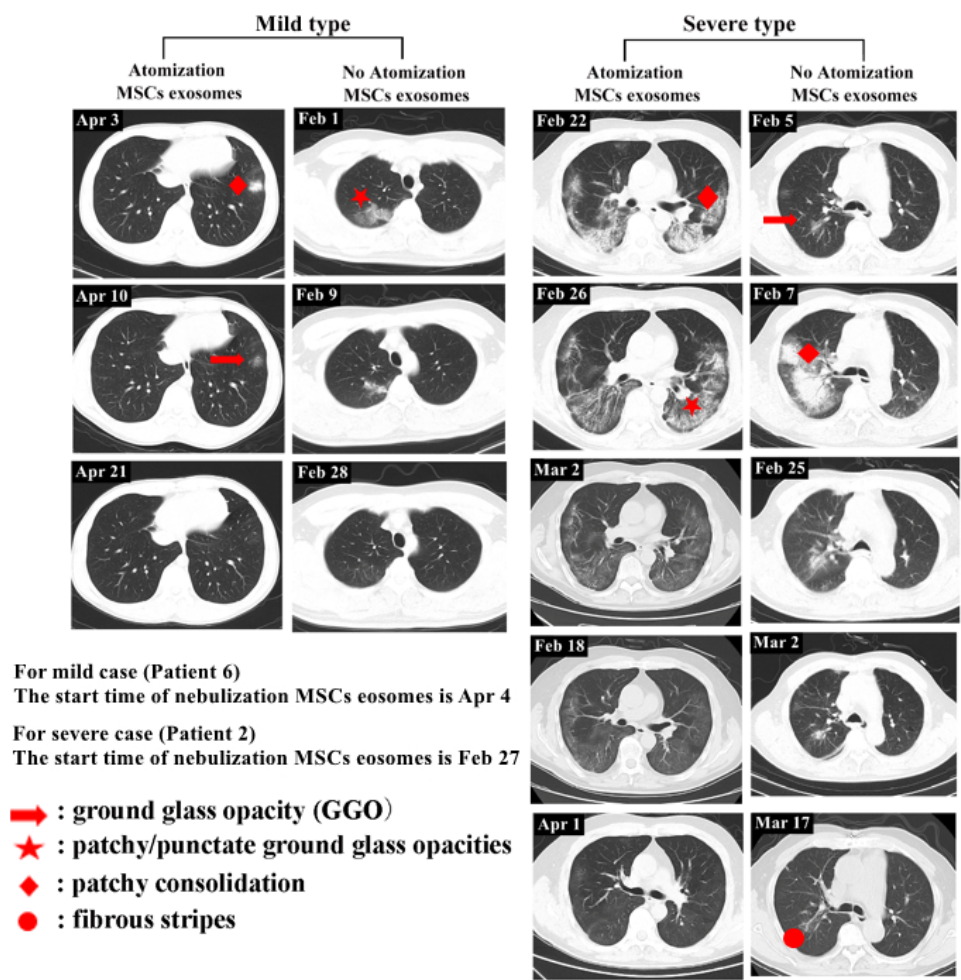 Mild type
Severe type
Atomization
MSCs exosomes
No Atomization
MSCs exosomes
Atomization
MSCs exosomes
No Atomization
MSCs exosomes
Apr 3
Feb 1
Feb 22
Feb 5
Apr 10
Feb 9
Feb 26
Feb 7
Apr 21
Feb 28
Mar 2
Feb 25
Feb 18
Mar 2
Apr 1
Mar 17
For mild case (Patient 6)
The start time of nebulization MSCs eosomes is Apr 4
For severe case (Patient 2)
The start time of nebulization MSCs eosomes is Feb 27
: ground glass opacity (GGO）
: patchy/punctate ground glass opacities
: patchy consolidation
: fibrous stripes